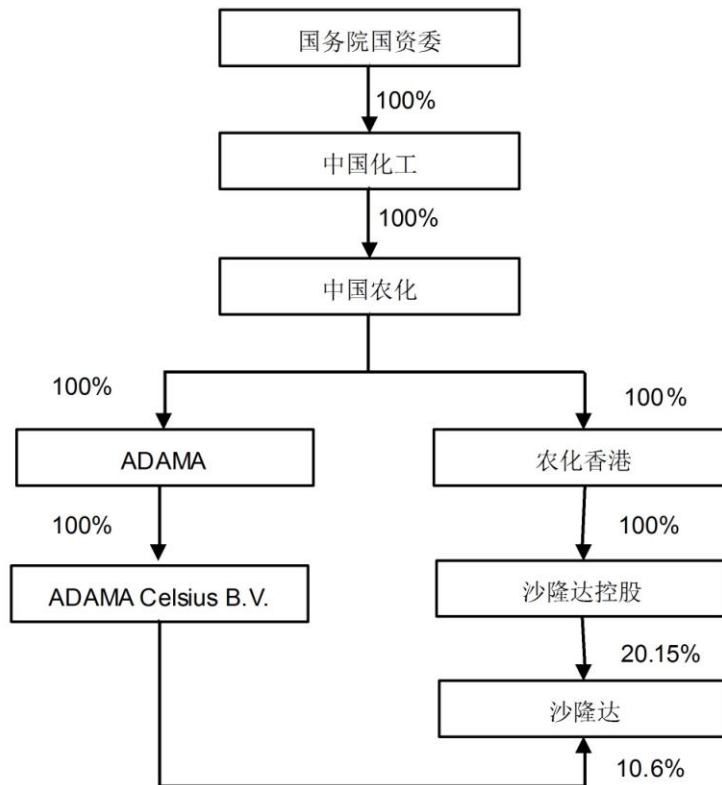 国务院国资委
100%
中国化工
100%
中国农化
100%
100%
ADAMA
农化香港
100%
100%
ADAMA Celsius B.V.
沙隆达控股
20.15%
沙隆达
10.6%